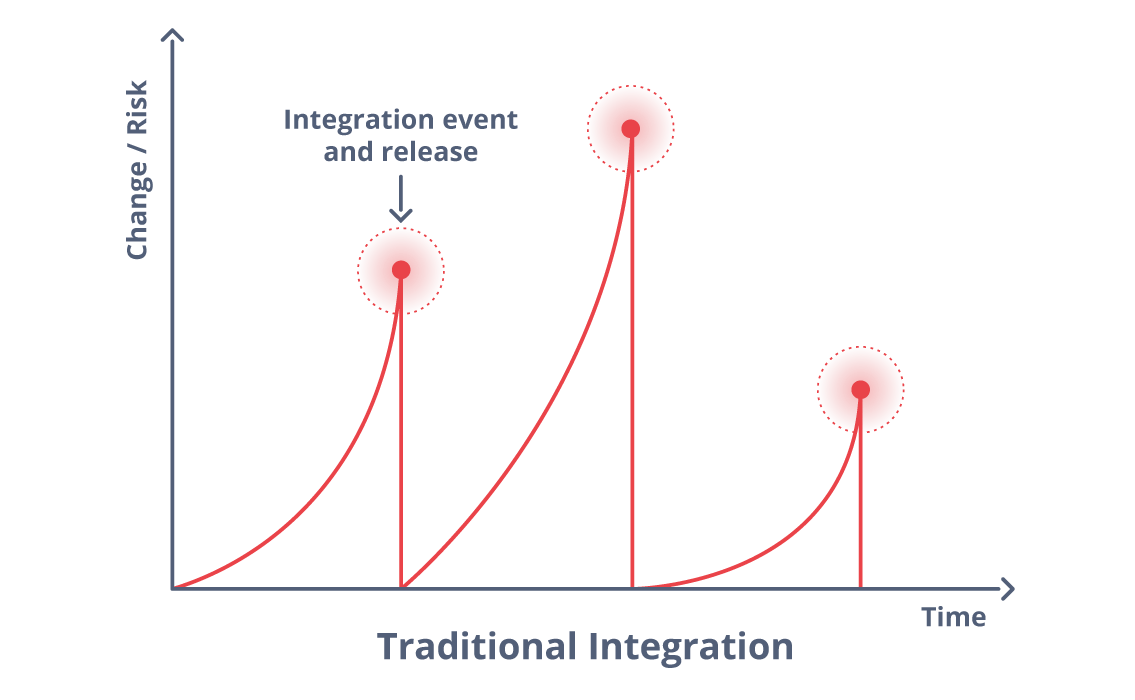 Change / Risk
Integration event
and release
Time
Traditional Integration